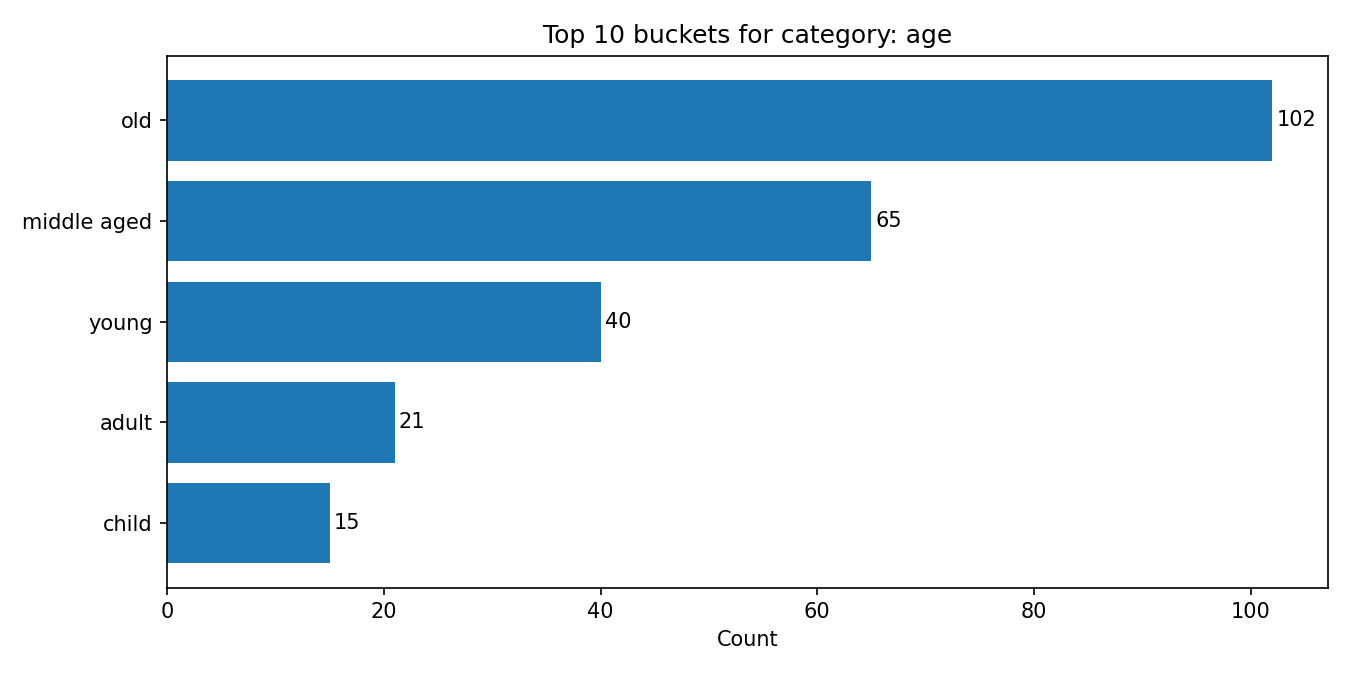 Top 10 buckets for category: age
old
102
middle aged
65
young
40
adult
21
child
15
0 20 40 60 80 100
Count